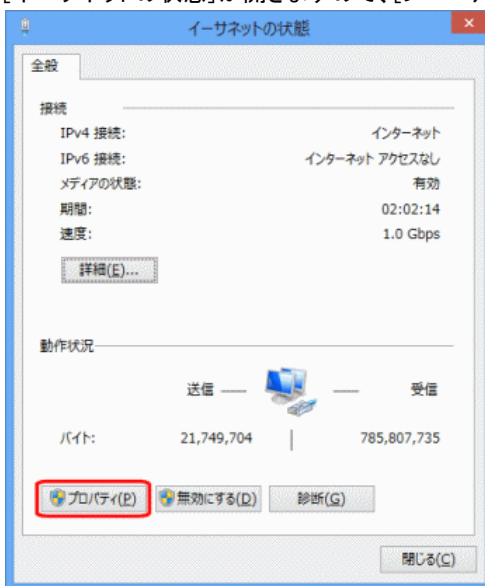 イーサネットの状態
全般
接続
IPv4 接続: インターネット
IPv6 接続: インターネット アクセスなし
メディアの状態: 有効
期間: 02:02:14
速度: 1.0 Gbps
詳細(E)...
動作状況
送信 受信
バイト: 21,749,704 785,807,735
プロパティ(P) 無効にする(D) 診断(G)
閉じる(C)